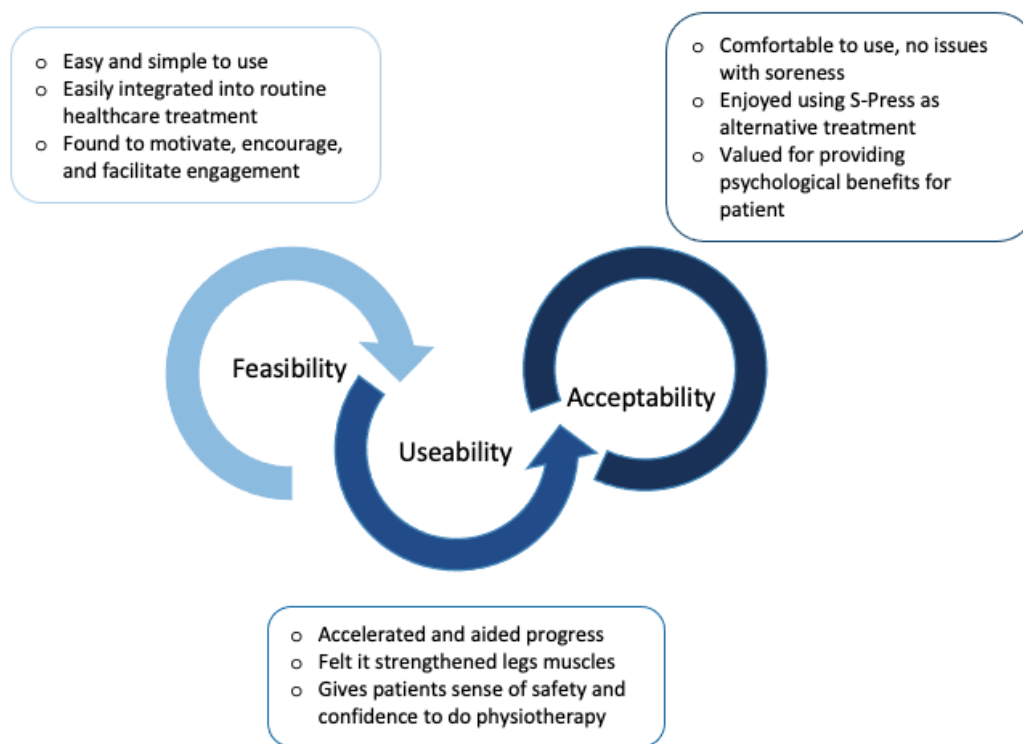 o Easy and simple to use
o Easily integrated into routine
healthcare treatment
o Found to motivate, encourage,
and facilitate engagement
o Comfortable to use, no issues
with soreness
o Enjoyed using S-Press as
alternative treatment
o Valued for providing
psychological benefits for
patient
Feasibility
Useability
Acceptability
o Accelerated and aided progress
o Felt it strengthened legs muscles
o Gives patients sense of safety and
confidence to do physiotherapy